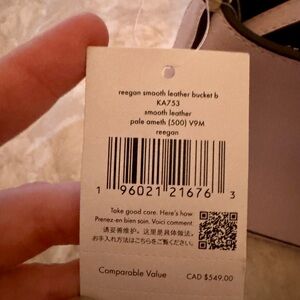 reegan smooth leather bucket b
KA753
smooth leather
pale ameth (500) V9M
reegan
1 96021 21676 3
Take good care. Here's how
Prenez-en bien soin. Voici comment
请妥善维护。这里是具体做法。
お手入れ方法はこちらをご覧ください。
Comparable Value CAD $549.00